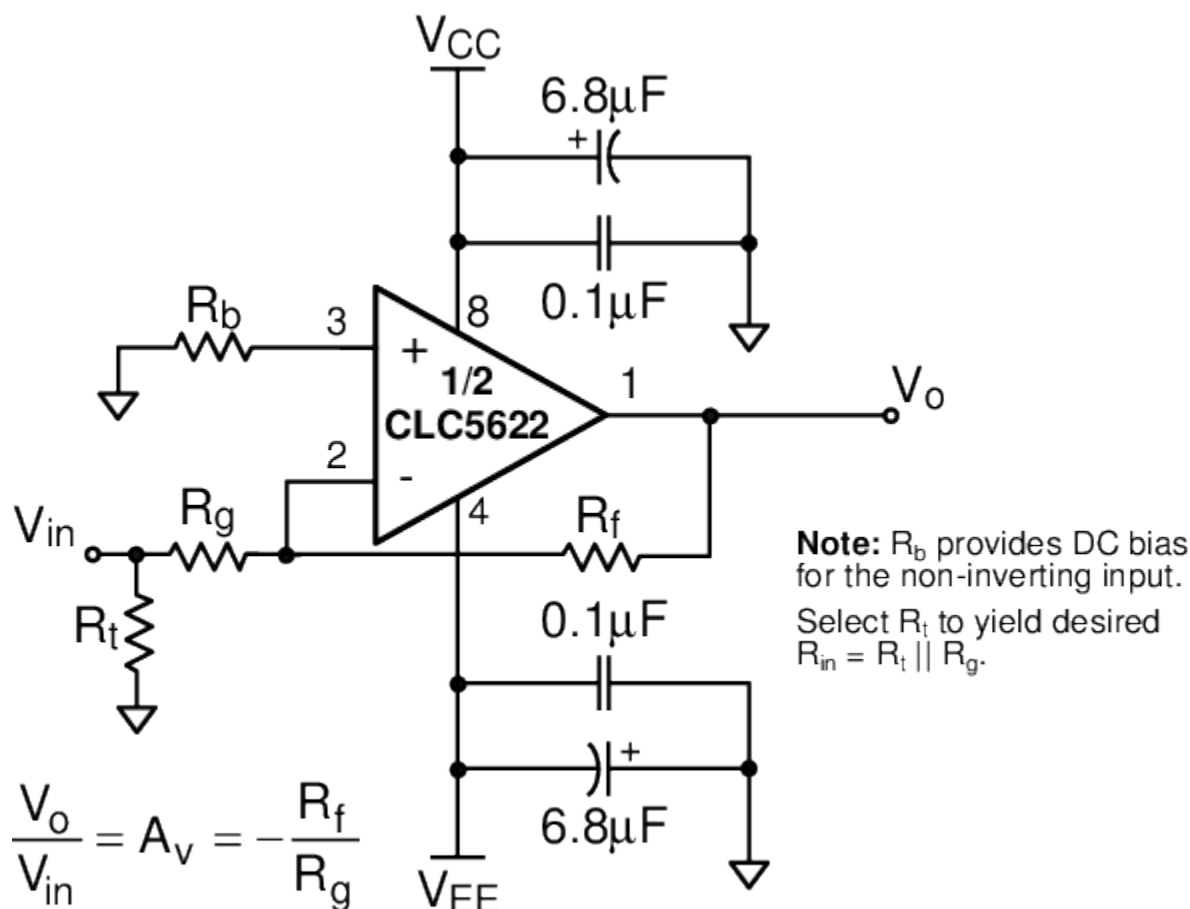 VCC
6.8µF
+
0.1µF
8
Rb
3
+
1/2
CLC5622
1
Vo
2
-
4
Vin
Rg
Rf
Rt
Note: Rb provides DC bias
for the non-inverting input.
Select Rt to yield desired
Rin = Rt || Rg.
0.1µF
+
6.8µF
VEE
Vo/Vin = Av = -Rf/Rg